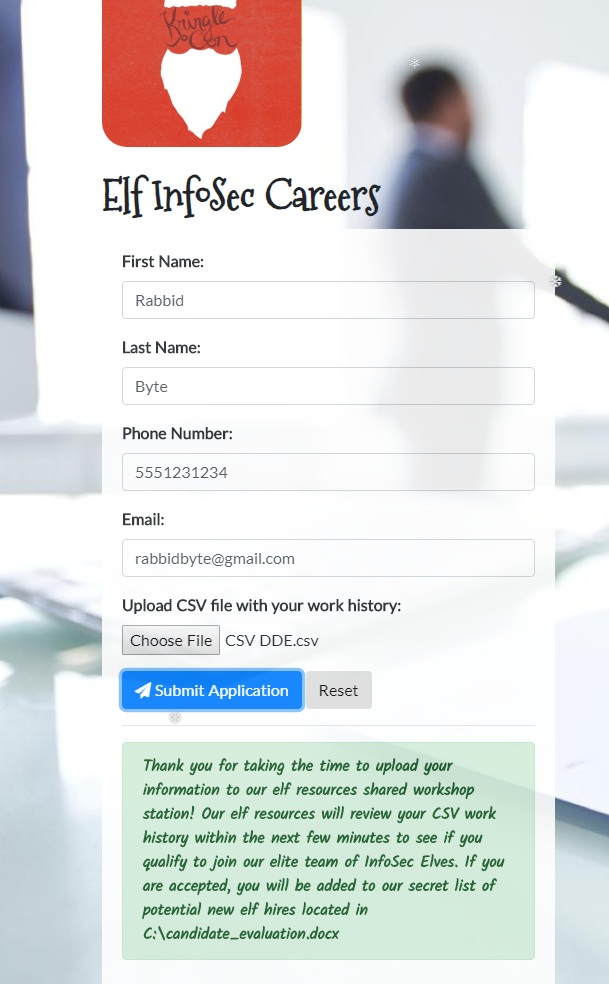 Kringle
Con
Elf InfoSec Careers
First Name:
Rabbid
Last Name:
Byte
Phone Number:
5551231234
Email:
rabbidbyte@gmail.com
Upload CSV file with your work history:
Choose File CSV DDE.csv
Submit Application Reset
Thank you for taking the time to upload your
information to our elf resources shared workshop
station! Our elf resources will review your CSV work
history within the next few minutes to see if you
qualify to join our elite team of InfoSec Elves. If you
are accepted, you will be added to our secret list of
potential new elf hires located in
C:\candidate_evaluation.docx